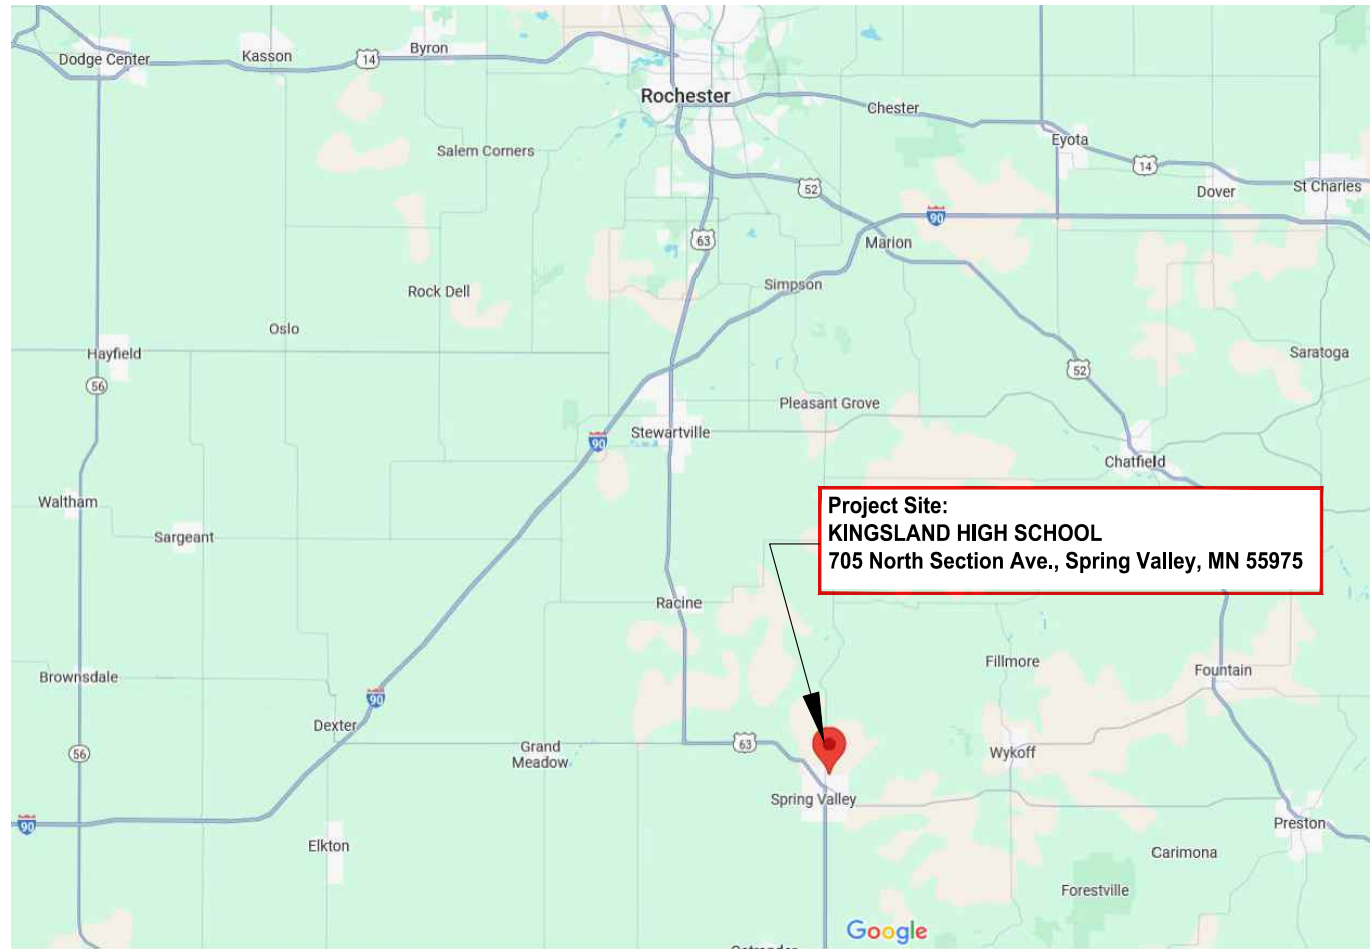 Dodge Center
Kasson
14
Byron
Rochester
Chester
Eyota
14
Dover
St Charles
Salem Corners
52
90
63
Marion
Simpson
Rock Dell
Oslo
Hayfield
56
Saratoga
52
Pleasant Grove
Stewartville
90
Chatfield
Waltham
Sargeant
Project Site:
KINGSLAND HIGH SCHOOL
705 North Section Ave., Spring Valley, MN 55975
Racine
Fillmore
Fountain
Brownsdale
90
Dexter
56
Grand
Meadow
63
Wykoff
Spring Valley
90
Elkton
Preston
Carimona
Forestville
Google